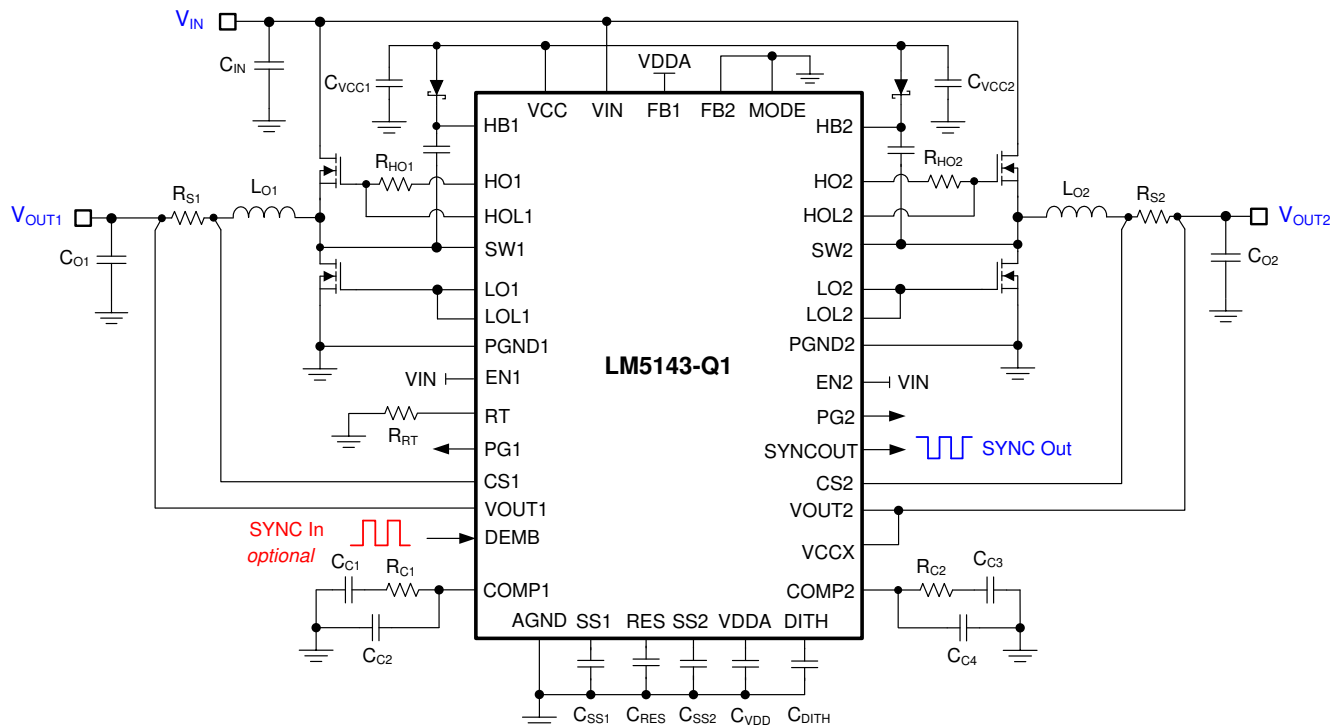 VIN
CIN
CVCC1
VDDA
CVCC2
VCC VIN FB1 FB2 MODE
HB1
HB2
RHO1
HO1
HO2
RHO2
HOL1
HOL2
VOUT1
RS1
LO1
LO2
RS2
VOUT2
SW1
SW2
CO1
CO2
LO1
LO2
LOL1
LOL2
PGND1
PGND2
LM5143-Q1
VIN
EN1
EN2
VIN
RT
PG2
RRT
PG1
SYNCOUT
SYNC Out
CS1
CS2
VOUT1
VOUT2
SYNC In
optional
DEMB
VCCX
CC1
RC1
COMP1
COMP2
RC2
CC3
CC2
CC4
AGND SS1 RES SS2 VDDA DITH
CSS1 CRES CSS2 CVDD CDITH